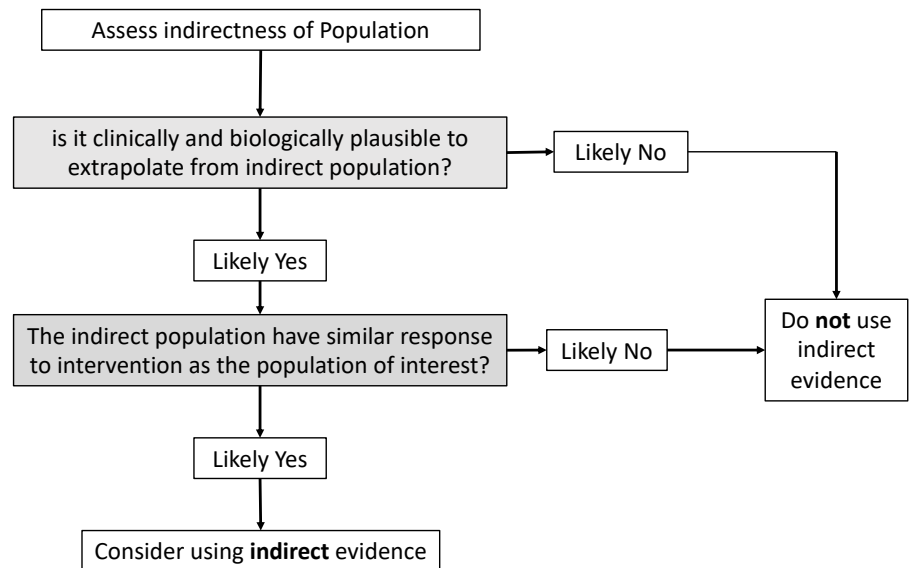 Assess indirectness of Population
is it clinically and biologically plausible to
extrapolate from indirect population?
Likely No
Likely Yes
The indirect population have similar response
to intervention as the population of interest?
Likely No
Do not use
indirect
evidence
Likely Yes
Consider using indirect evidence